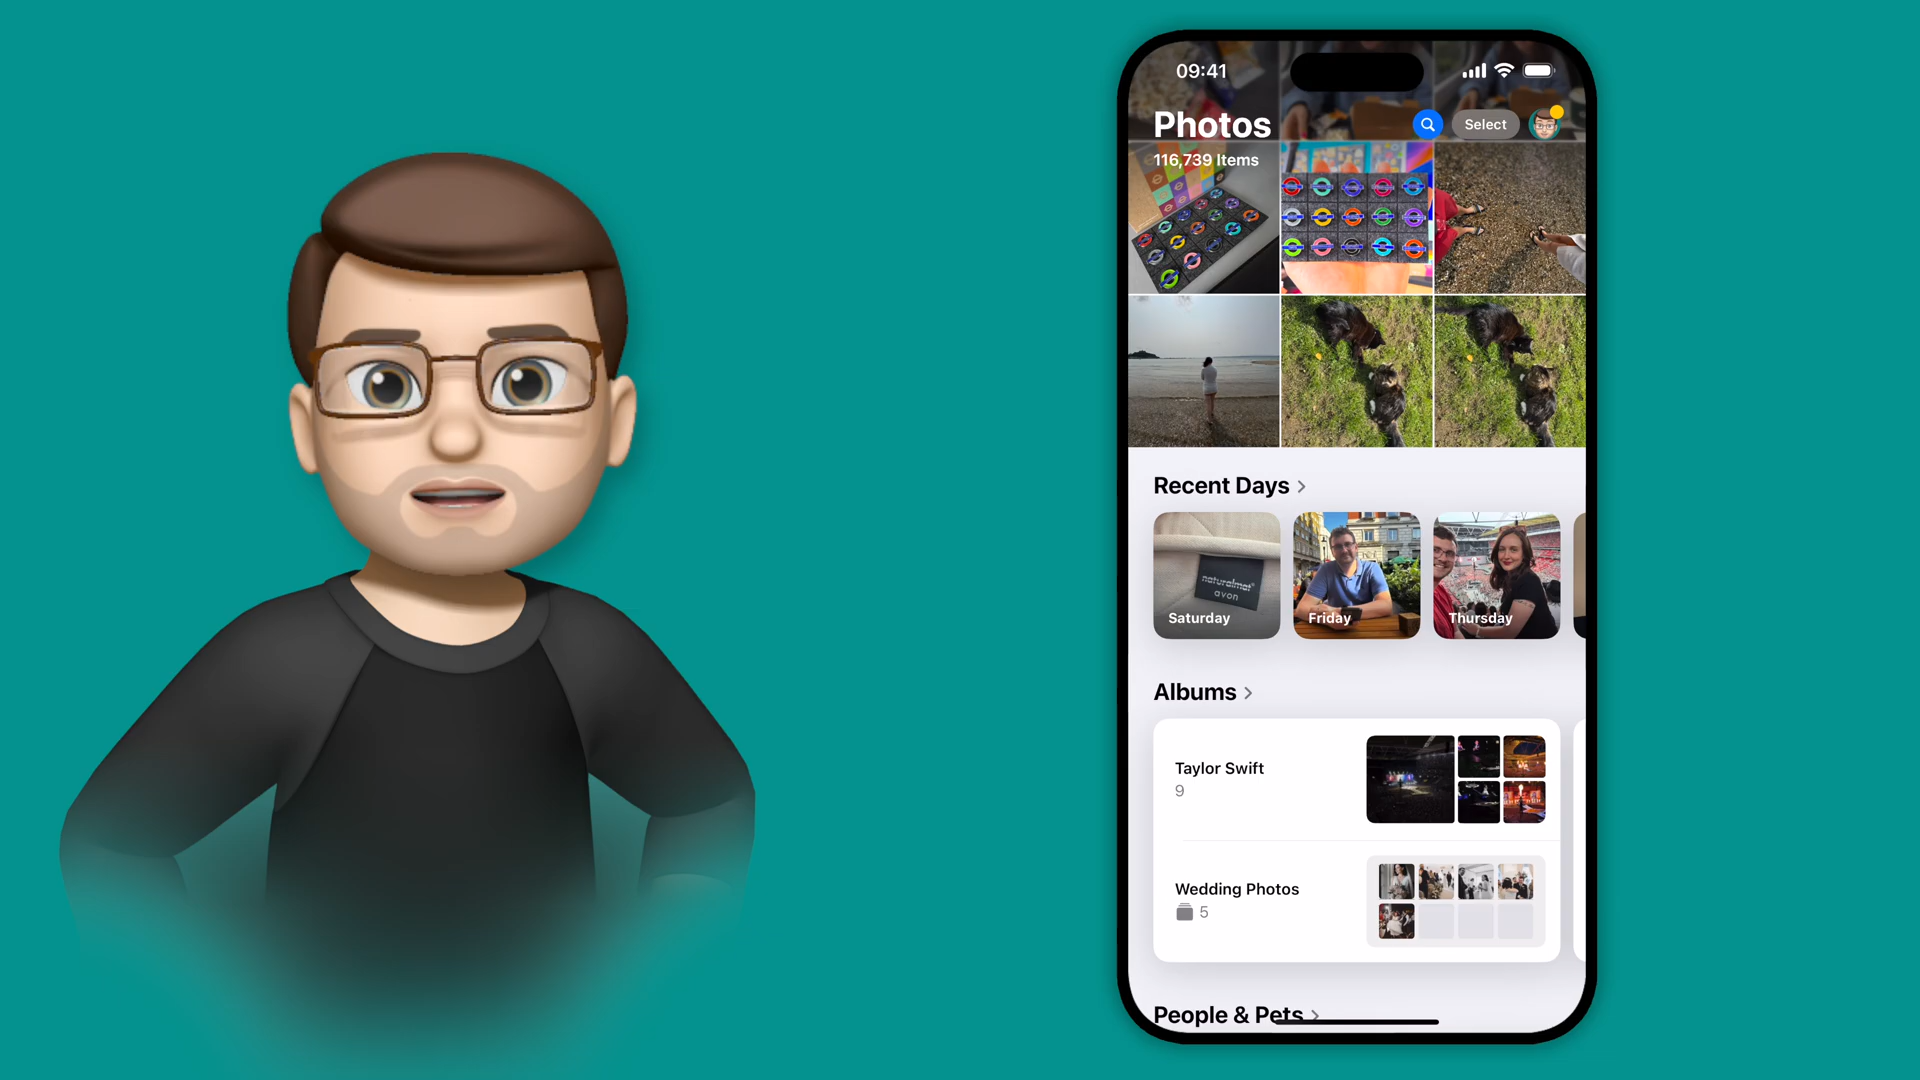 09:41
Photos
Select
116,739 Items
Recent Days
naturalmat
avon
Saturday
Friday
Thursday
Albums
Taylor Swift
9
Wedding Photos
5
People & Pets